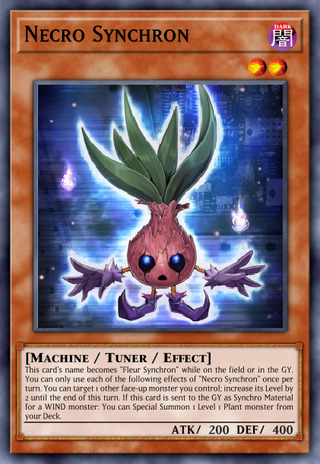 Necro Synchron
DARK
闇
[Machine / Tuner / Effect]
This card's name becomes "Fleur Synchron" while on the field or in the GY.
You can only use each of the following effects of "Necro Synchron" once per
turn. You can target 1 other face-up monster you control; increase its Level by
2 until the end of this turn. If this card is sent to the GY as Synchro Material
for a WIND monster: You can Special Summon 1 Level 1 Plant monster from
your Deck.
ATK/ 200 DEF/ 400